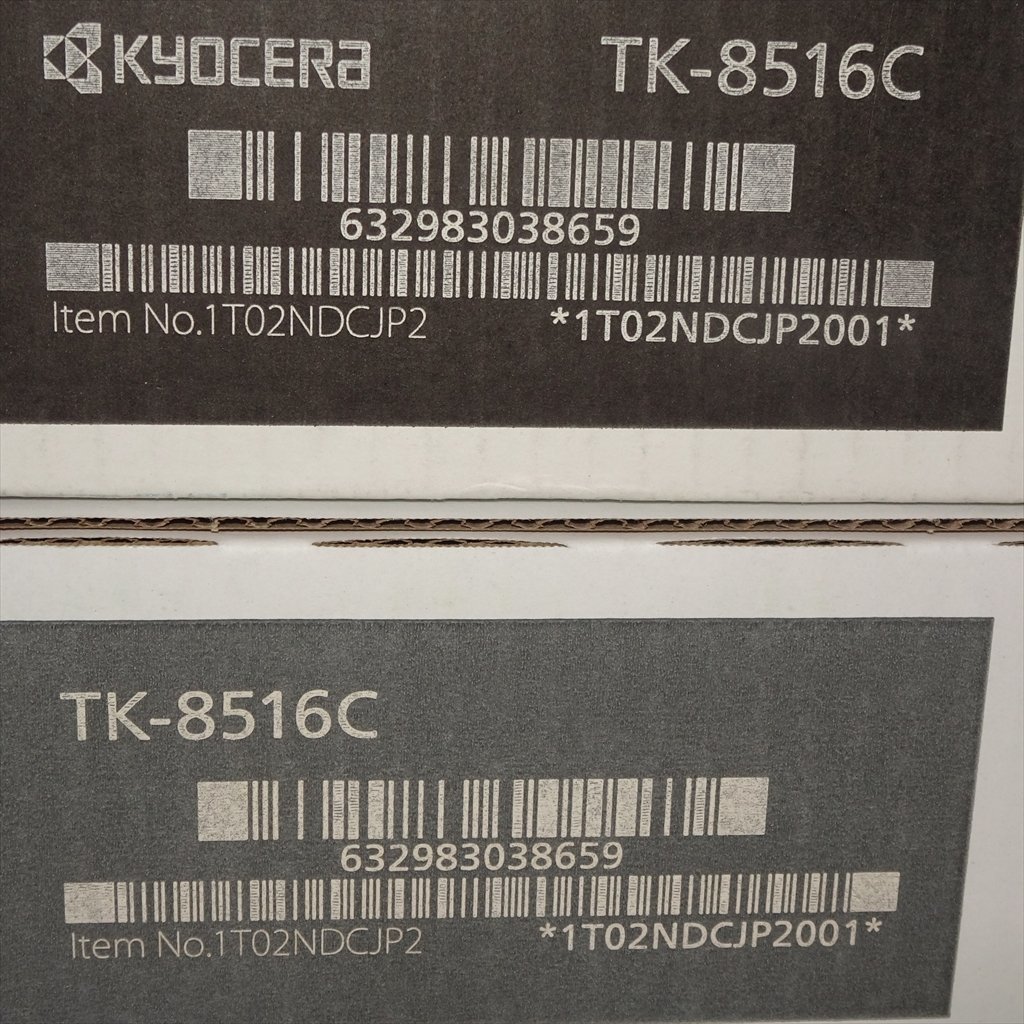 KYOCERA TK-8516C
632983038659
Item No.1T02NDCJP2 *1T02NDCJP2001*
TK-8516C
632983038659
Item No.1T02NDCJP2 *1T02NDCJP2001*